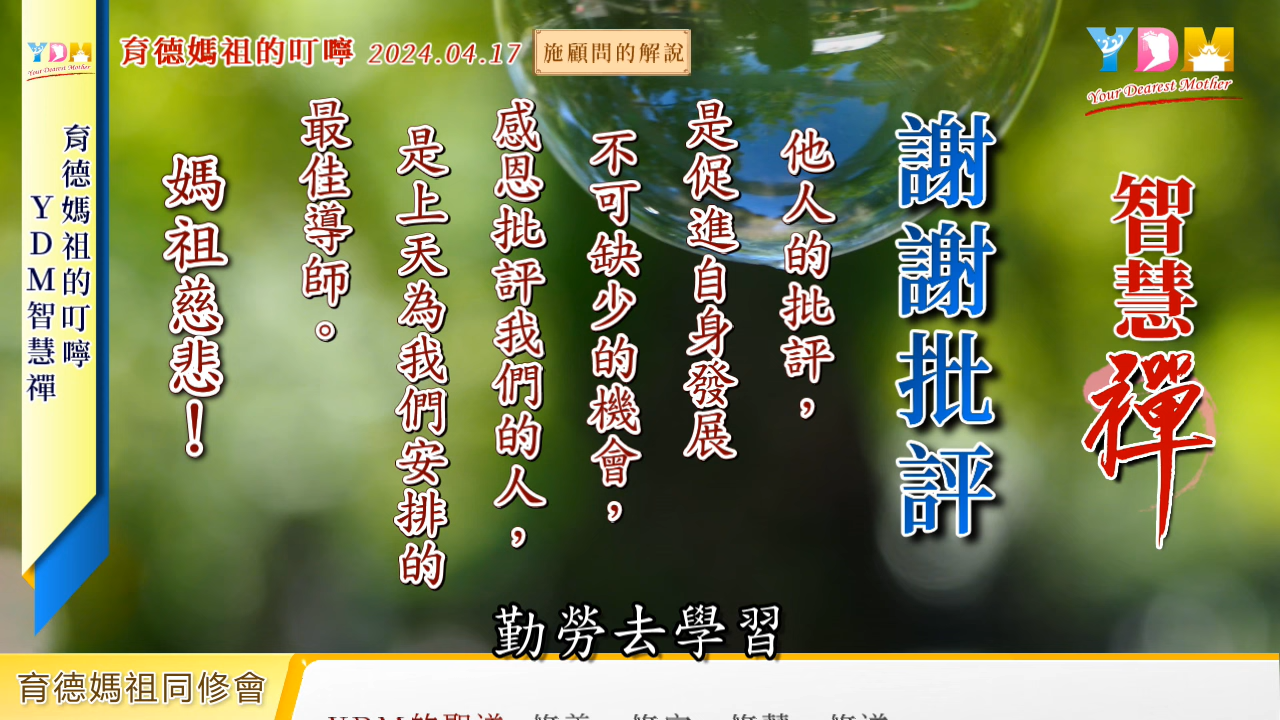 育德媽祖的叮嚀 2024.04.17 施顧問的解說
YDM
Your Dearest Mother
智慧禪
謝謝批評
他人的批評，
是促進自身發展
不可缺少的機會，
感恩批評我們的人，
是上天為我們安排的
最佳導師。
媽祖慈悲！
YDM
Your Dearest Mother
育德媽祖的叮嚀
YDM智慧禪
勤勞去學習
育德媽祖同修會